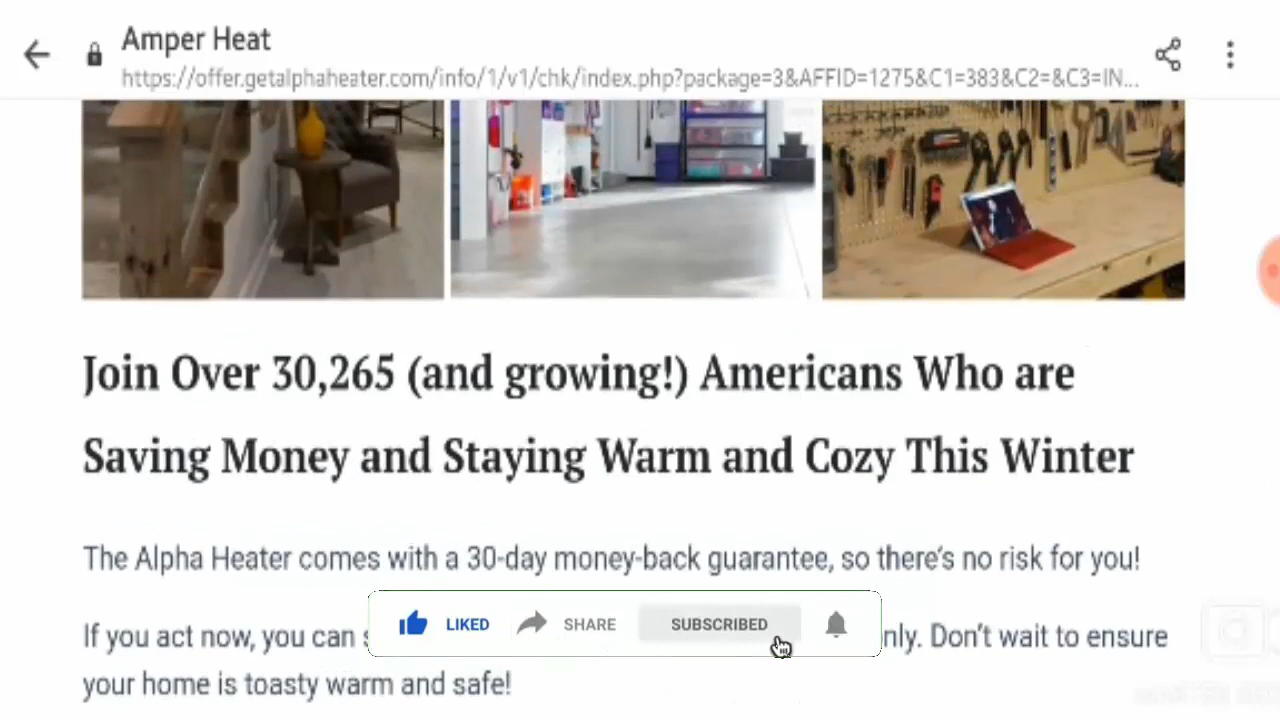 Amper Heat
https://offer.getalphaheater.com/info/1/v1/chk/index.php?package=3&AFFID=1275&C1=383&C2=&C3=IN...
Join Over 30,265 (and growing!) Americans Who are
Saving Money and Staying Warm and Cozy This Winter
The Alpha Heater comes with a 30-day money-back guarantee, so there's no risk for you!
If you act now, you can nly. Don't wait to ensure
LIKED SHARE SUBSCRIBED
your home is toasty warm and safe!